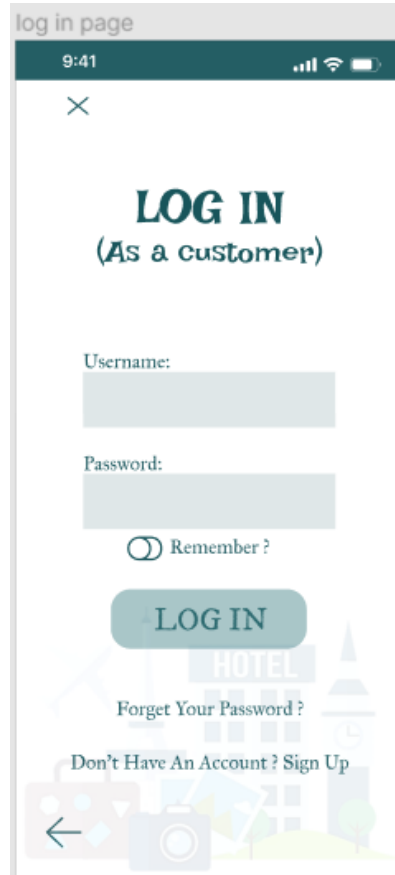 log in page
9:41
LOG IN
(As a customer)
Username:
Password:
Remember ?
LOG IN
HOTEL
Forget Your Password ?
Don't Have An Account ? Sign Up